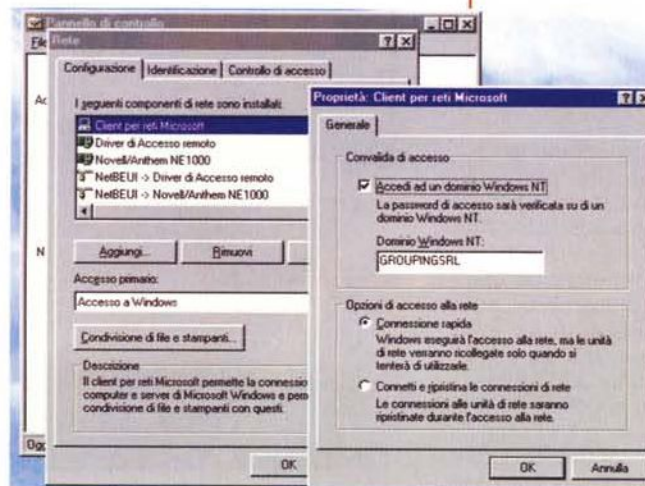 Pannello di controllo
File
Rete
Configurazione
Identificazione
Controllo di accesso
I seguenti componenti di rete sono installati:
Client per reti Microsoft
Driver di Accesso remoto
Novell/Anthem NE1000
NetBEUI -> Driver di Accesso remoto
NetBEUI -> Novell/Anthem NE1000
Aggiungi...
Rimuovi
Accesso primario:
Accesso a Windows
Condivisione di file e stampanti...
Descrizione
Il client per reti Microsoft permette la connessio
computer e server di Microsoft Windows e perm
condivisione di file e stampanti con questi.
OK
Proprietà: Client per reti Microsoft
Generale
Convalida di accesso
Accedi ad un dominio Windows NT
La password di accesso sarà verificata su di un
dominio Windows NT.
Dominio Windows NT:
GROUPINGSRL
Opzioni di accesso alla rete
Connessione rapida
Windows eseguirà l'accesso alla rete, ma le unità
di rete verranno ricollegate solo quando si
tenterà di utilizzarle.
Connetti e ripristina le connessioni di rete
Le connessioni alle unità di rete saranno
ripristinate durante l'accesso alla rete.
OK
Annulla